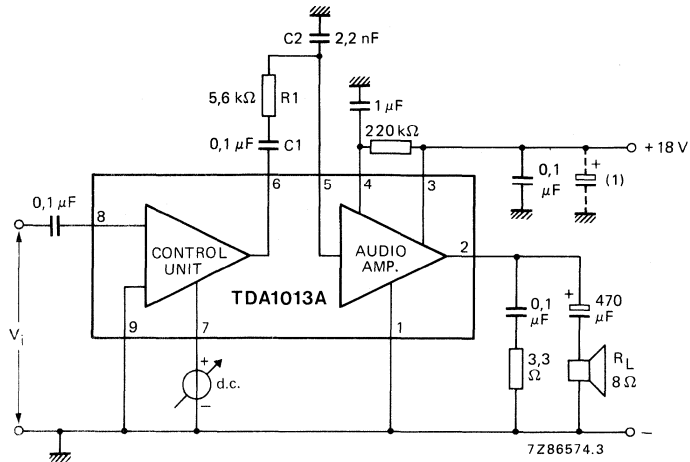 C2 2,2 nF
5,6 kΩ R1
1 µF
220 kΩ
0,1 µF C1
+ 18 V
0,1 µF
+ (1)
6 5 4 3
0,1 µF
8
CONTROL UNIT
AUDIO AMP.
2
TDA1013A
9 7 1
Vi
+
d.c.
−
0,1 µF
+ 470 µF
3,3 Ω
RL 8 Ω
−
7Z86574.3